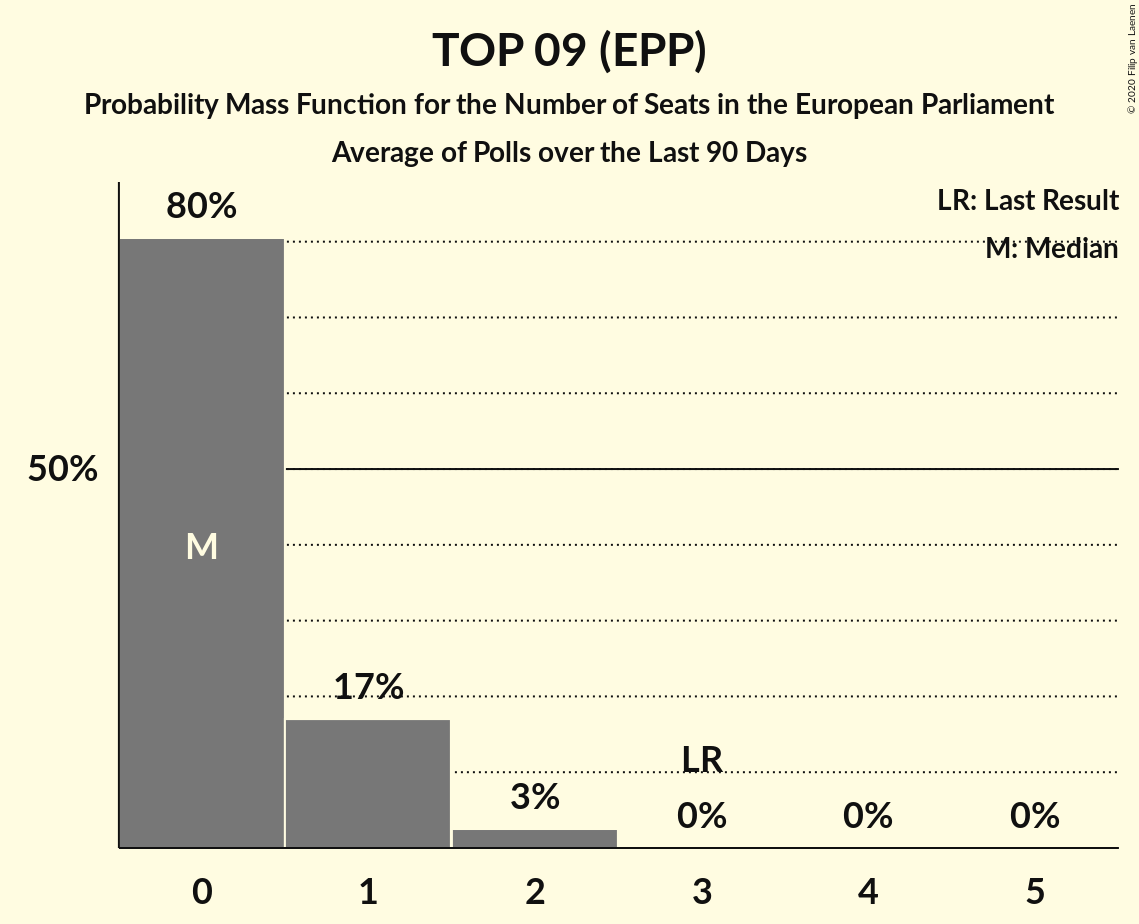 TOP 09 (EPP)
Probability Mass Function for the Number of Seats in the European Parliament
Average of Polls over the Last 90 Days
© 2020 Filip van Laenen
LR: Last Result
M: Median
80%
50%
M
17%
LR
3%
0%
0%
0%
0
1
2
3
4
5